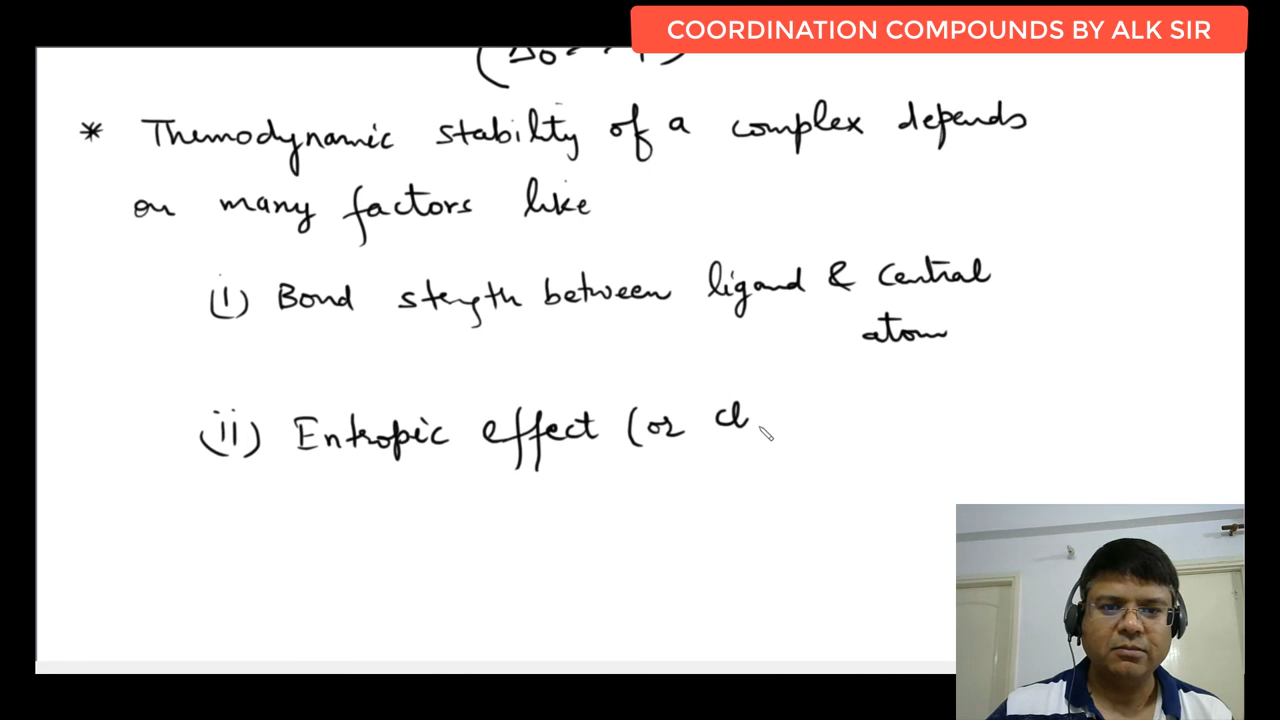 COORDINATION COMPOUNDS BY ALK SIR
* Themodynamic stability of a complex depends
on many factors like
(i) Bond stength between ligand & central
atom
(ii) Entropic effect (or